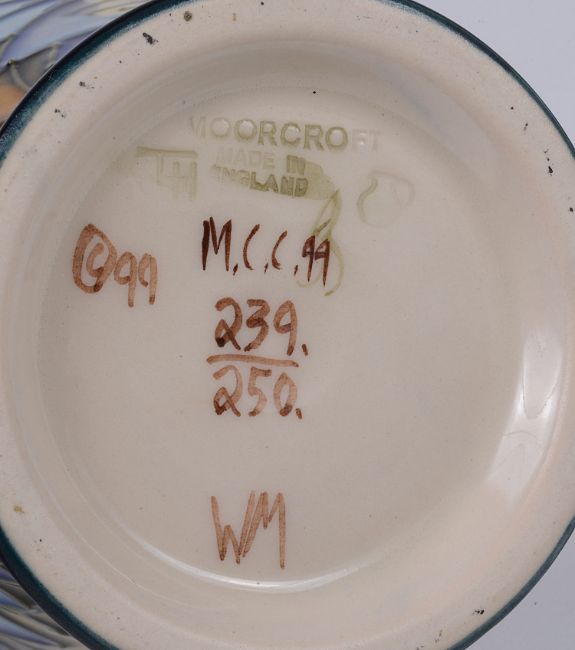 MOORCROFT
MADE IN
ENGLAND
©99 M.C.C.99
239.
250.
WM